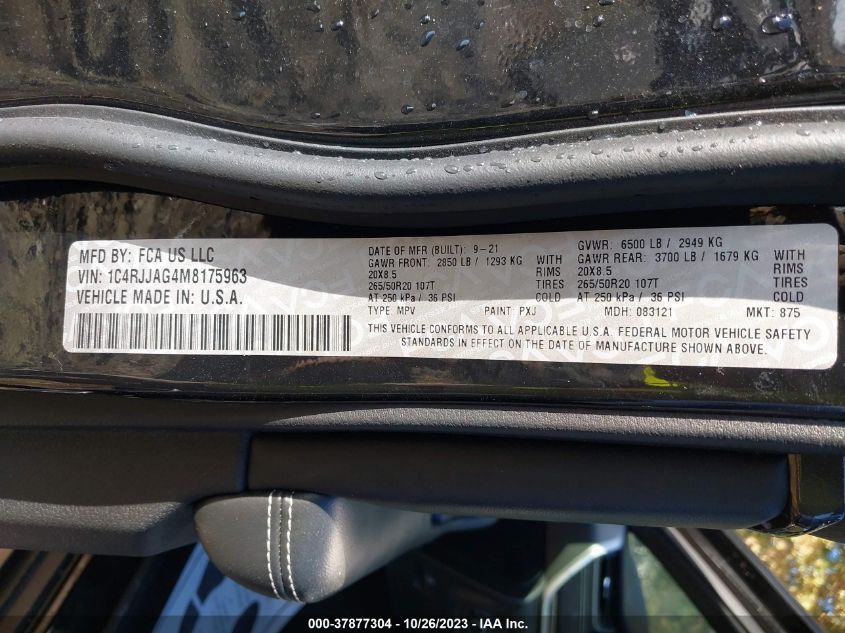 MFD BY: FCA US LLC
VIN: 1C4RJJAG4M8175963
VEHICLE MADE IN: U.S.A.
DATE OF MFR (BUILT): 9-21
GAWR FRONT: 2850 LB / 1293 KG WITH
20X8.5 RIMS
265/50R20 107T TIRES
AT 250 kPa / 36 PSI COLD
TYPE: MPV PAINT: PXJ MDH: 083121 MKT: 875
GVWR: 6500 LB / 2949 KG
GAWR REAR: 3700 LB / 1679 KG WITH
20X8.5 RIMS
265/50R20 107T TIRES
AT 250 kPa / 36 PSI COLD
THIS VEHICLE CONFORMS TO ALL APPLICABLE U.S.A. FEDERAL MOTOR VEHICLE SAFETY
STANDARDS IN EFFECT ON THE DATE OF MANUFACTURE SHOWN ABOVE.
000-37877304 - 10/26/2023 - IAA Inc.